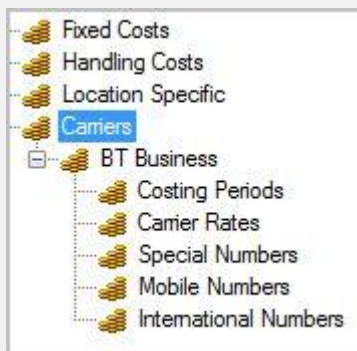 Fixed Costs
Handling Costs
Location Specific
Carriers
BT Business
Costing Periods
Carrier Rates
Special Numbers
Mobile Numbers
International Numbers